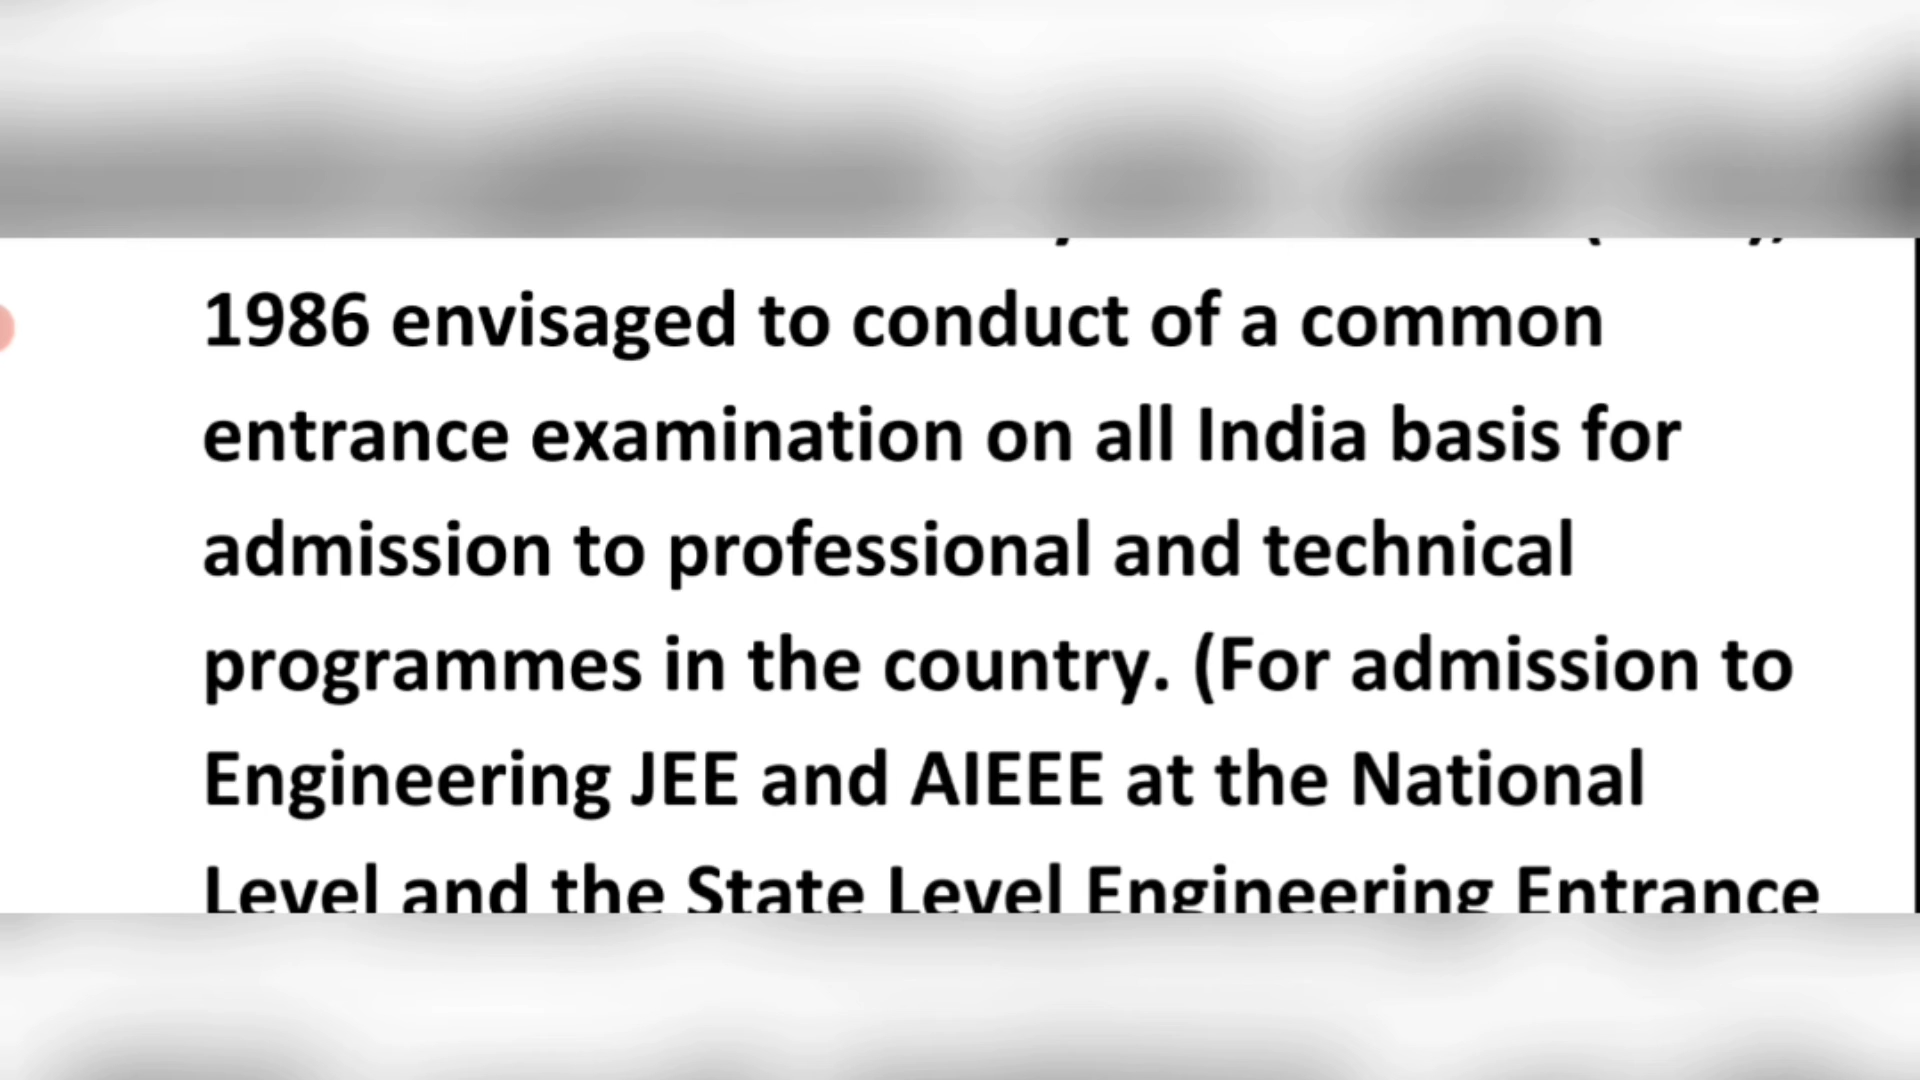 1986 envisaged to conduct of a common
entrance examination on all India basis for
admission to professional and technical
programmes in the country. (For admission to
Engineering JEE and AIEEE at the National
Level and the State Level Engineering Entrance